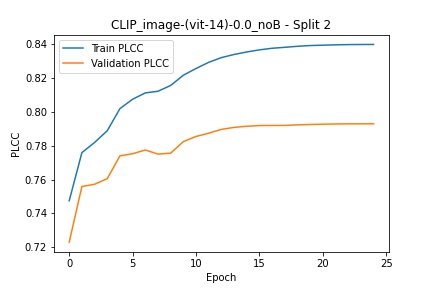 CLIP_image-(vit-14)-0.0_noB - Split 2
Train PLCC
Validation PLCC
0.84
0.82
0.80
0.78
0.76
0.74
0.72
PLCC
0 5 10 15 20 25
Epoch